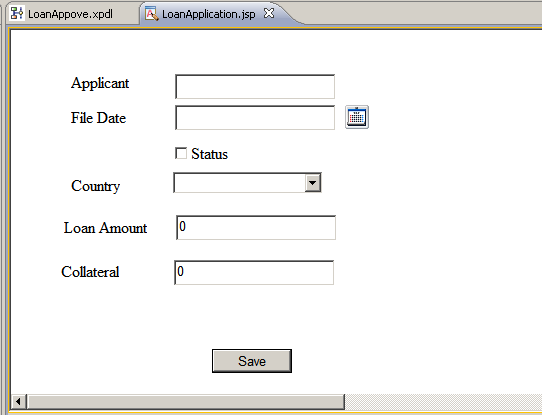 LoanAppove.xpdl LoanApplication.jsp
Applicant
File Date
Status
Country
Loan Amount 0
Collateral 0
Save